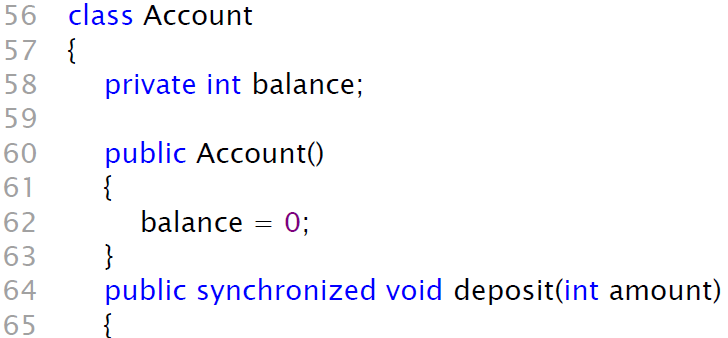 56 class Account
57 {
58 private int balance;
59
60 public Account()
61 {
62 balance = 0;
63 }
64 public synchronized void deposit(int amount)
65 {